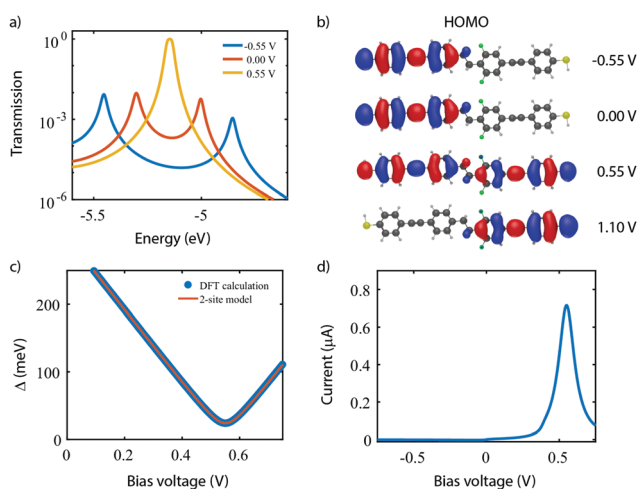 a)
Transmission
10⁰
10⁻³
10⁻⁶
-0.55 V
0.00 V
0.55 V
-5.5
-5
Energy (eV)
b)
HOMO
-0.55 V
0.00 V
0.55 V
1.10 V
c)
Δ (meV)
200
100
0
DFT calculation
2-site model
0
0.2
0.4
0.6
Bias voltage (V)
d)
Current (μA)
0.8
0.6
0.4
0.2
0
-0.5
0
0.5
Bias voltage (V)